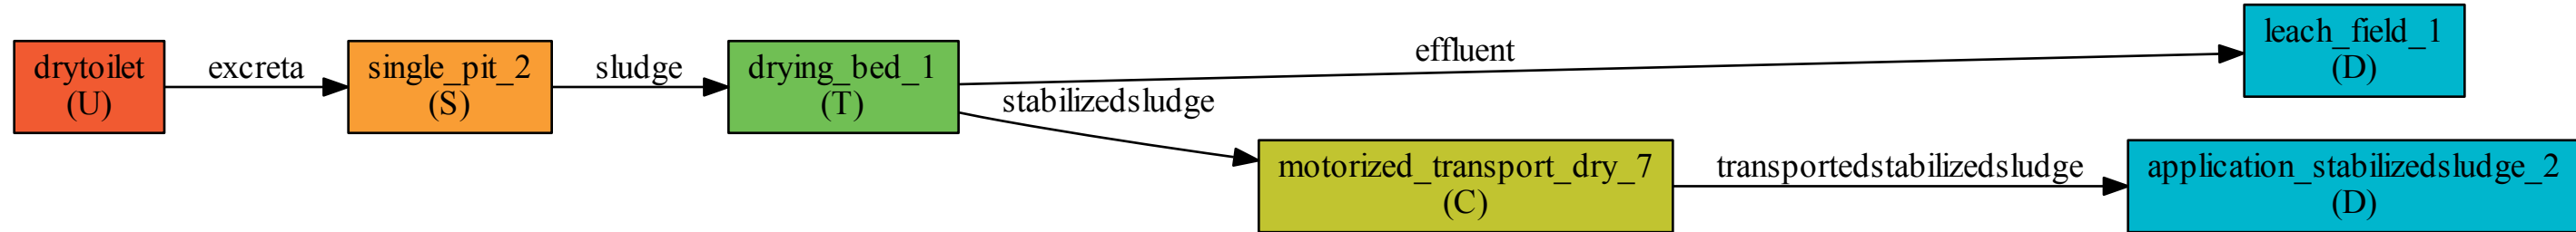 drytoilet
(U)
excreta
single_pit_2
(S)
sludge
drying_bed_1
(T)
effluent
leach_field_1
(D)
stabilizedsludge
motorized_transport_dry_7
(C)
transportedstabilizedsludge
application_stabilizedsludge_2
(D)